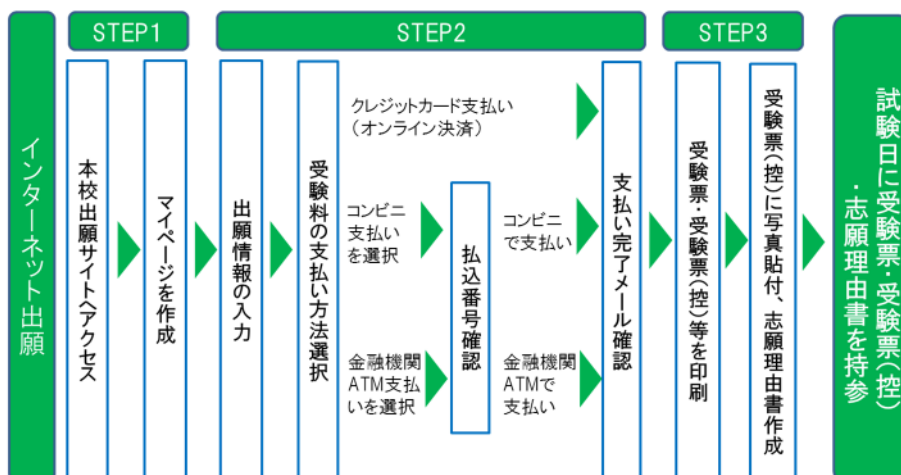 インターネット出願
STEP1
本校出願サイトへアクセス
マイページを作成
STEP2
出願情報の入力
受験料の支払い方法選択
クレジットカード支払い
（オンライン決済）
コンビニ
支払い
を選択
金融機関
ATM支払
いを選択
払込番号確認
コンビニ
で支払い
金融機関
ATMで
支払い
支払い完了メール確認
STEP3
受験票・受験票(控)等を印刷
受験票(控)に写真貼付、志願理由書作成
試験日に受験票・受験票(控)
・志願理由書を持参